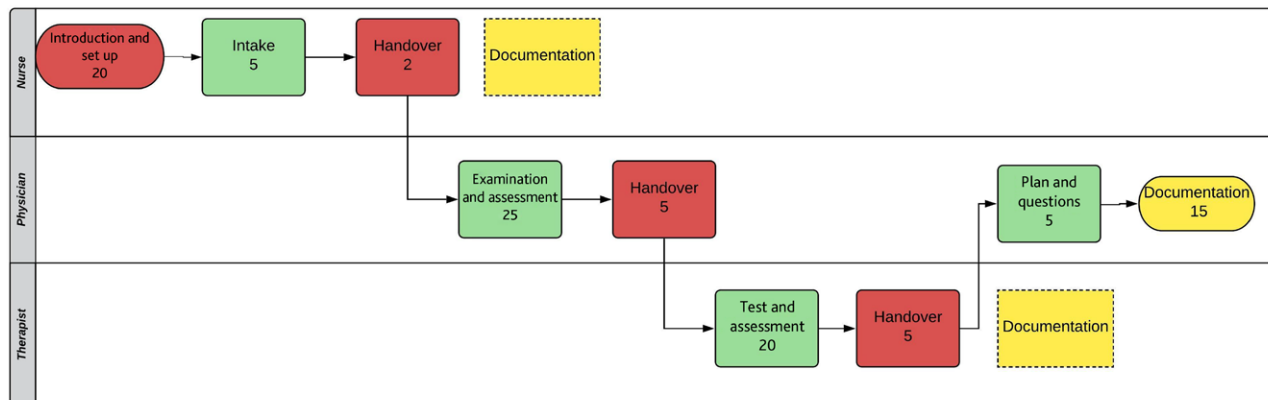 Nurse
Introduction and
set up
20
Intake
5
Handover
2
Documentation
Physician
Examination
and assessment
25
Handover
5
Plan and
questions
5
Documentation
15
Therapist
Test and
assessment
20
Handover
5
Documentation